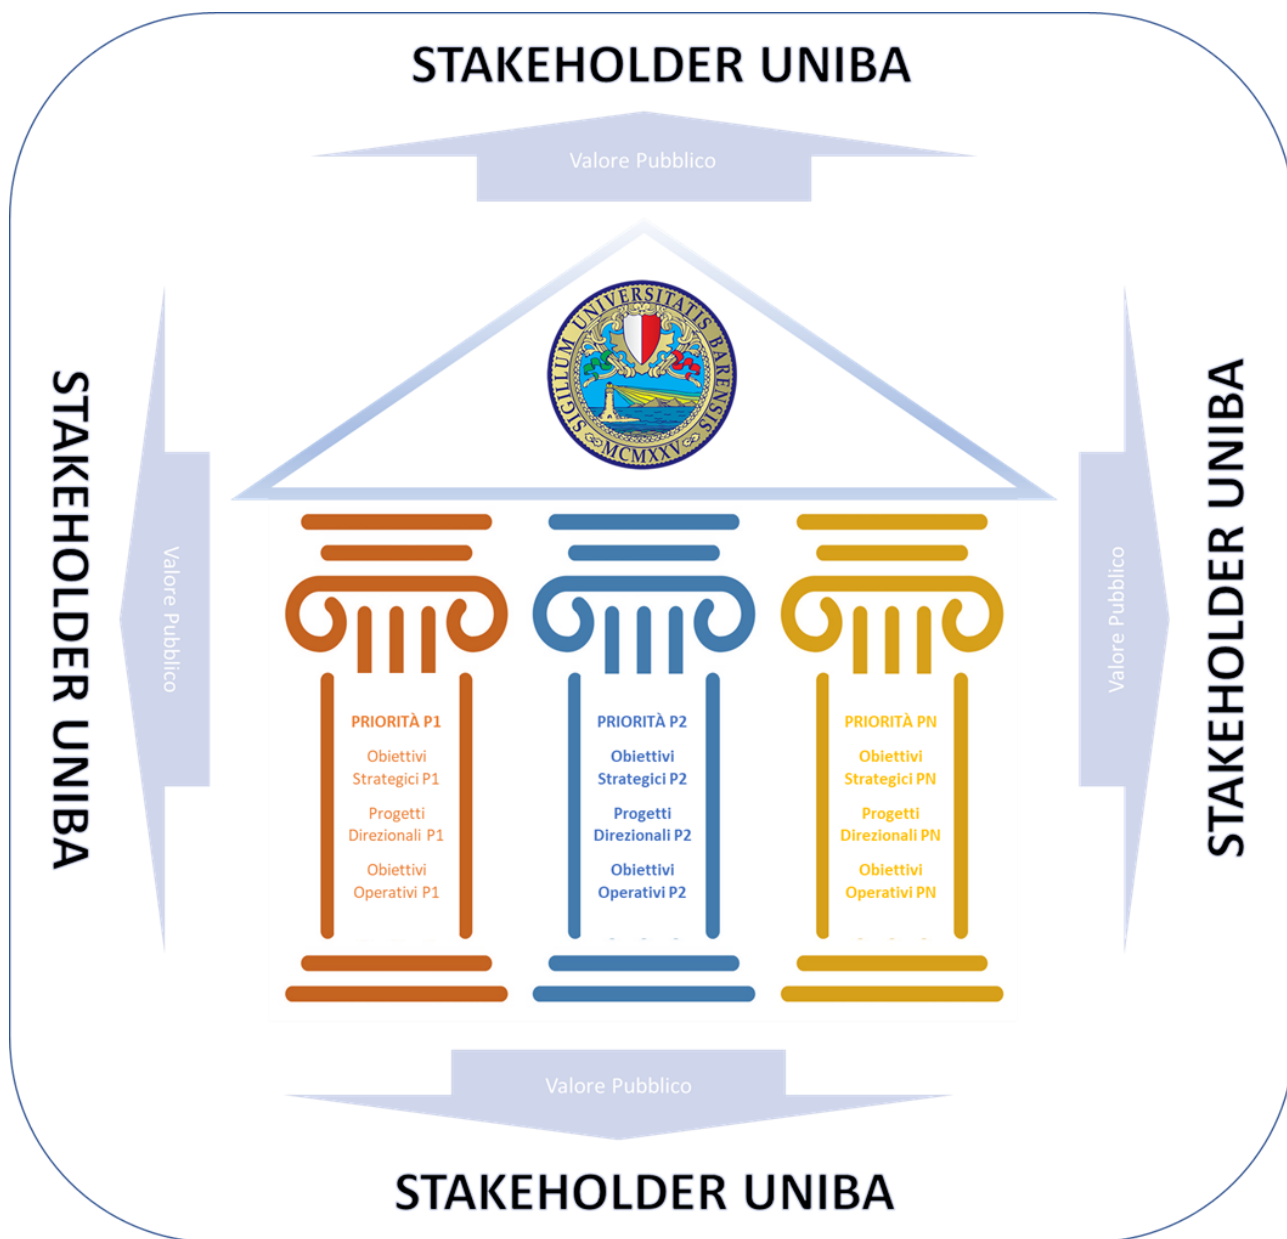 STAKEHOLDER UNIBA
Valore Pubblico
SIGILLUM UNIVERSITATIS BARENSIS
MCMXXV
STAKEHOLDER UNIBA
Valore Pubblico
PRIORITÀ P1
Obiettivi
Strategici P1
Progetti
Direzionali P1
Obiettivi
Operativi P1
PRIORITÀ P2
Obiettivi
Strategici P2
Progetti
Direzionali P2
Obiettivi
Operativi P2
PRIORITÀ PN
Obiettivi
Strategici PN
Progetti
Direzionali PN
Obiettivi
Operativi PN
Valore Pubblico
STAKEHOLDER UNIBA
Valore Pubblico
STAKEHOLDER UNIBA